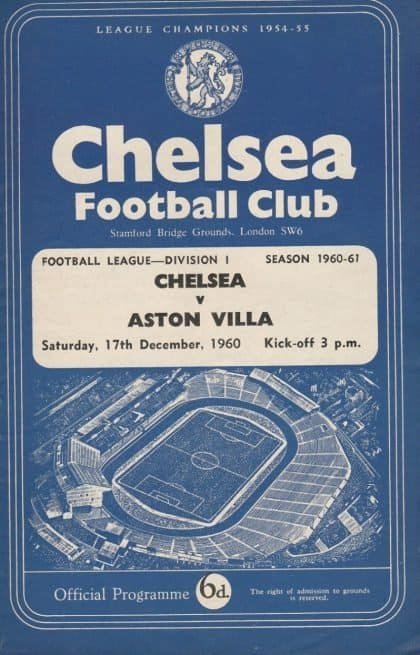 LEAGUE CHAMPIONS 1954-55
Chelsea
Football Club
Stamford Bridge Grounds, London SW6
FOOTBALL LEAGUE—DIVISION I SEASON 1960-61
CHELSEA
v
ASTON VILLA
Saturday, 17th December, 1960 Kick-off 3 p.m.
Official Programme 6d. The right of admission to grounds
is reserved.